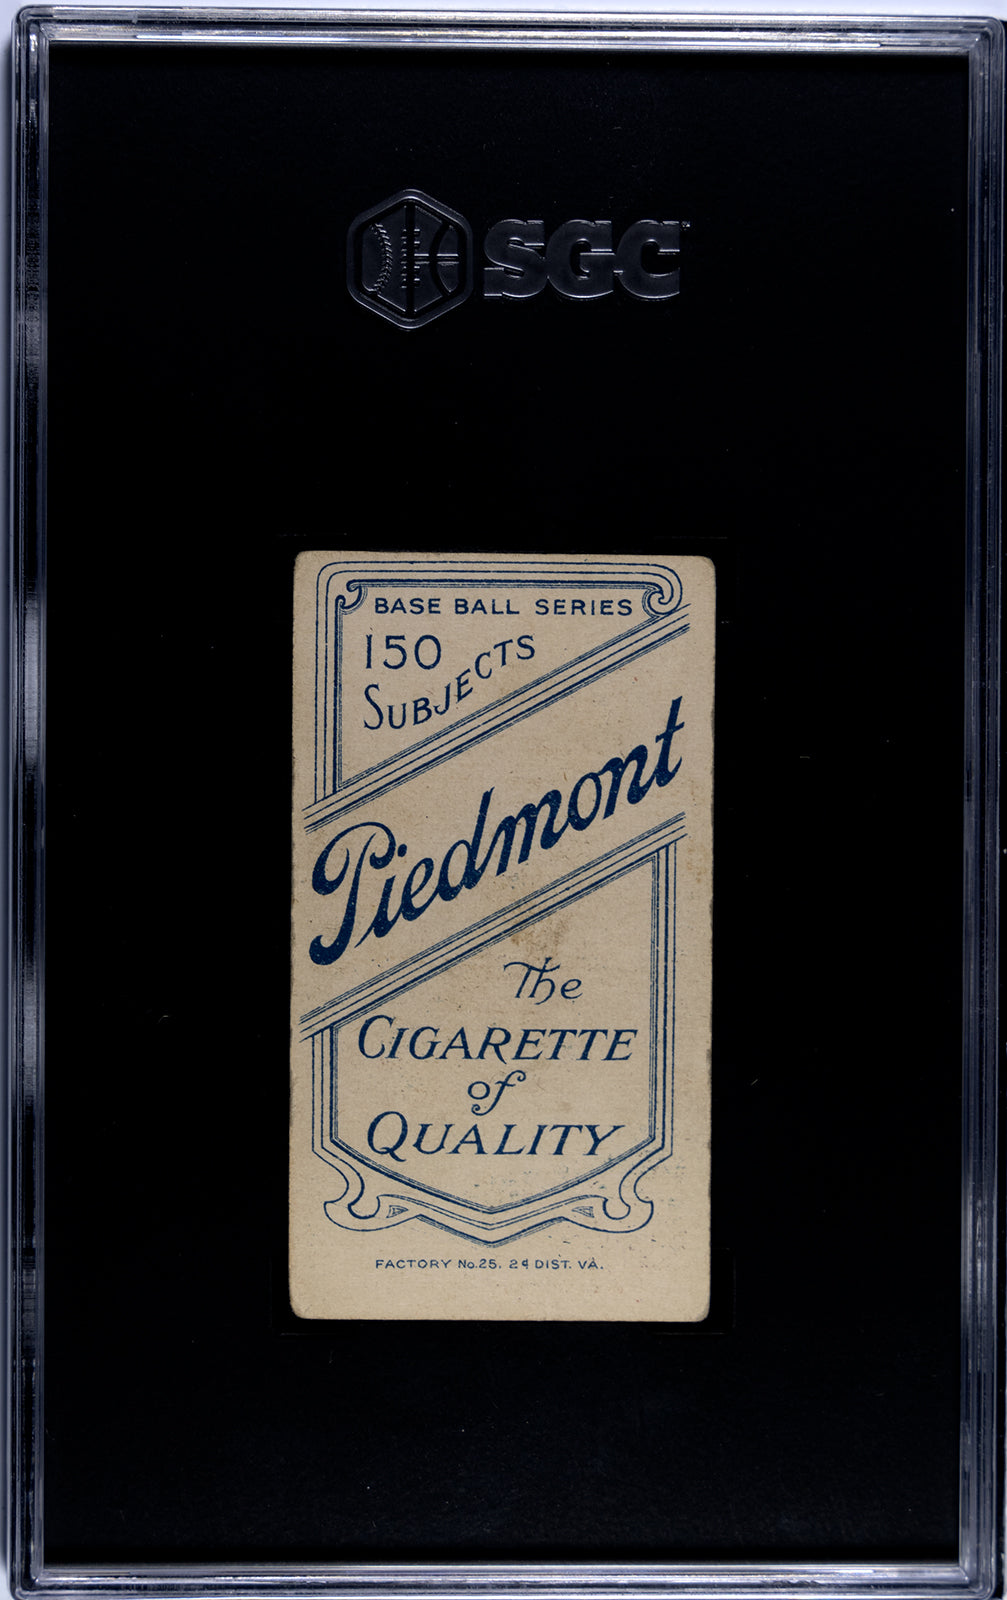 SGC
BASE BALL SERIES
150
SUBJECTS
Piedmont
The
CIGARETTE
of
QUALITY
FACTORY No.25. 2d DIST. VA.